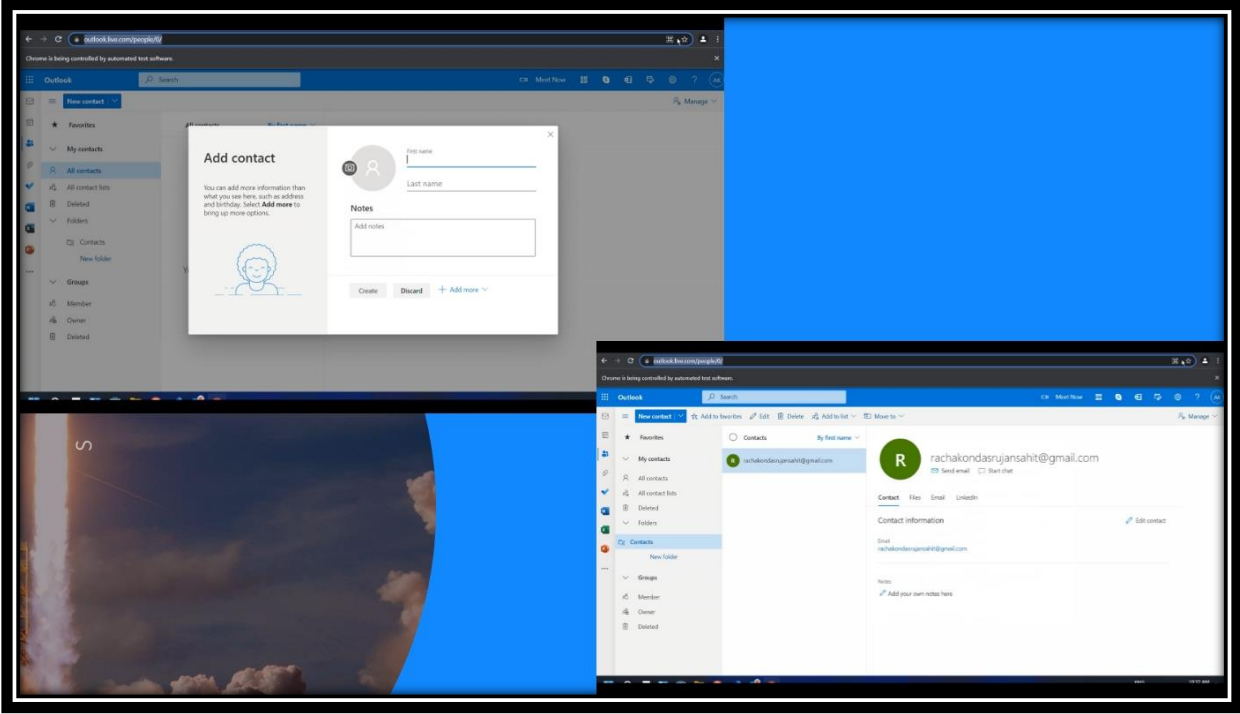 outlook.live.com/people/0/
Chrome is being controlled by automated test software.
Outlook
Search
Meet Now
New contact
Manage
Favorites
All contacts
By first name
My contacts
All contacts
All contact lists
Deleted
Folders
Contacts
New folder
Groups
Member
Owner
Deleted
Add contact
You can add more information than
what you see here, such as address
and birthday. Select Add more to
bring up more options.
First name
Last name
Notes
Add notes
Create
Discard
Add more
S
outlook.live.com/people/0/
Chrome is being controlled by automated test software.
Outlook
Search
Meet Now
New contact
Add to favorites
Edit
Delete
Add to list
Move to
Manage
Favorites
My contacts
All contacts
All contact lists
Deleted
Folders
Contacts
New folder
Groups
Member
Owner
Deleted
Contacts
By first name
R
rachakondasrujansahit@gmail.com
R
rachakondasrujansahit@gmail.com
Send email
Start chat
Contact
Files
Email
LinkedIn
Contact information
Edit contact
Email
rachakondasrujansahit@gmail.com
Notes
Add your own notes here